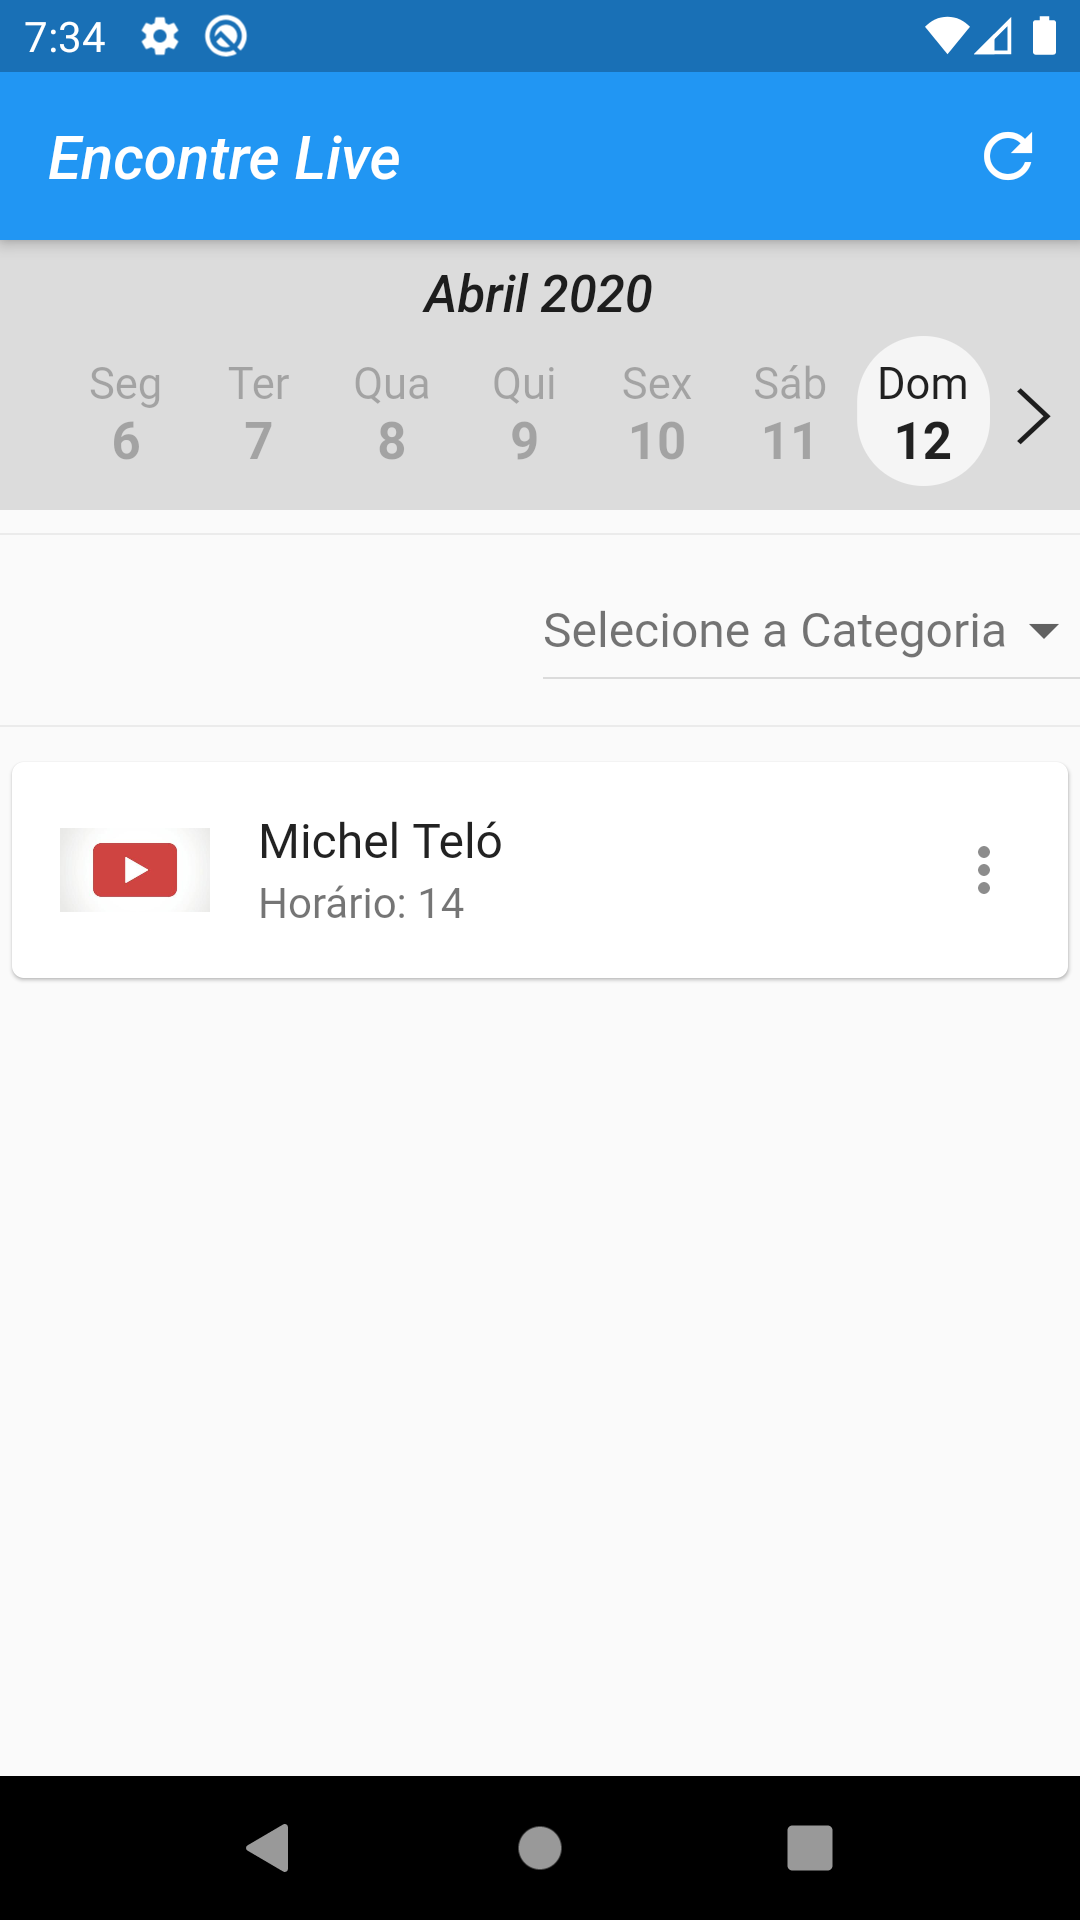 7:34
Encontre Live
Abril 2020
Seg Ter Qua Qui Sex Sáb Dom
6 7 8 9 10 11 12
Selecione a Categoria
Michel Teló
Horário: 14